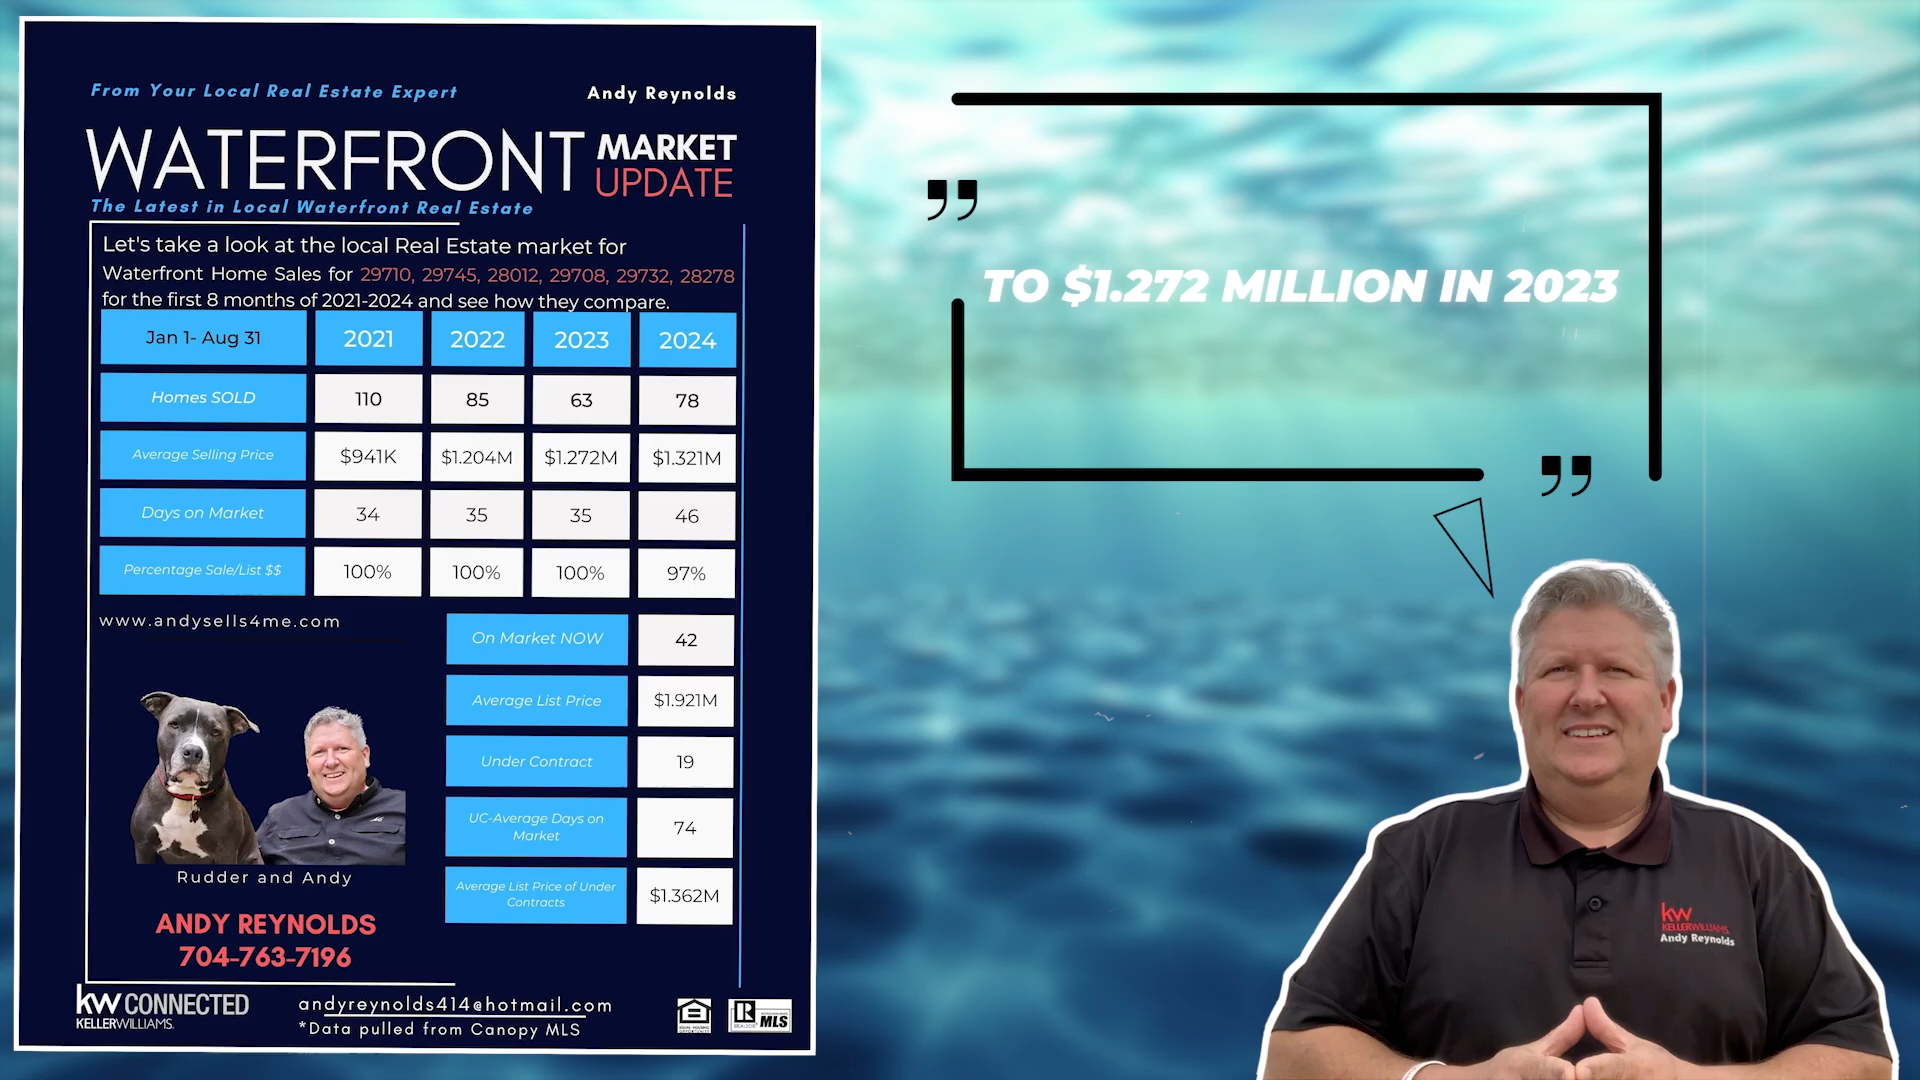 From Your Local Real Estate Expert
Andy Reynolds
WATERFRONT MARKET UPDATE
The Latest in Local Waterfront Real Estate
Let's take a look at the local Real Estate market for
Waterfront Home Sales for 29710, 29745, 28012, 29708, 29732, 28278
for the first 8 months of 2021-2024 and see how they compare.
Jan 1- Aug 31 2021 2022 2023 2024
Homes SOLD 110 85 63 78
Average Selling Price $941K $1.204M $1.272M $1.321M
Days on Market 34 35 35 46
Percentage Sale/List $$ 100% 100% 100% 97%
www.andysells4me.com
On Market NOW 42
Average List Price $1.921M
Under Contract 19
UC-Average Days on
Market
74
Average List Price of Under
Contracts
$1.362M
Rudder and Andy
ANDY REYNOLDS
704-763-7196
kw CONNECTED
KELLERWILLIAMS.
andyreynolds414@hotmail.com
*Data pulled from Canopy MLS
EQUAL HOUSING
OPPORTUNITY
R
REALTOR
MLS
”
TO $1.272 MILLION IN 2023
”
kw
KELLERWILLIAMS.
Andy Reynolds